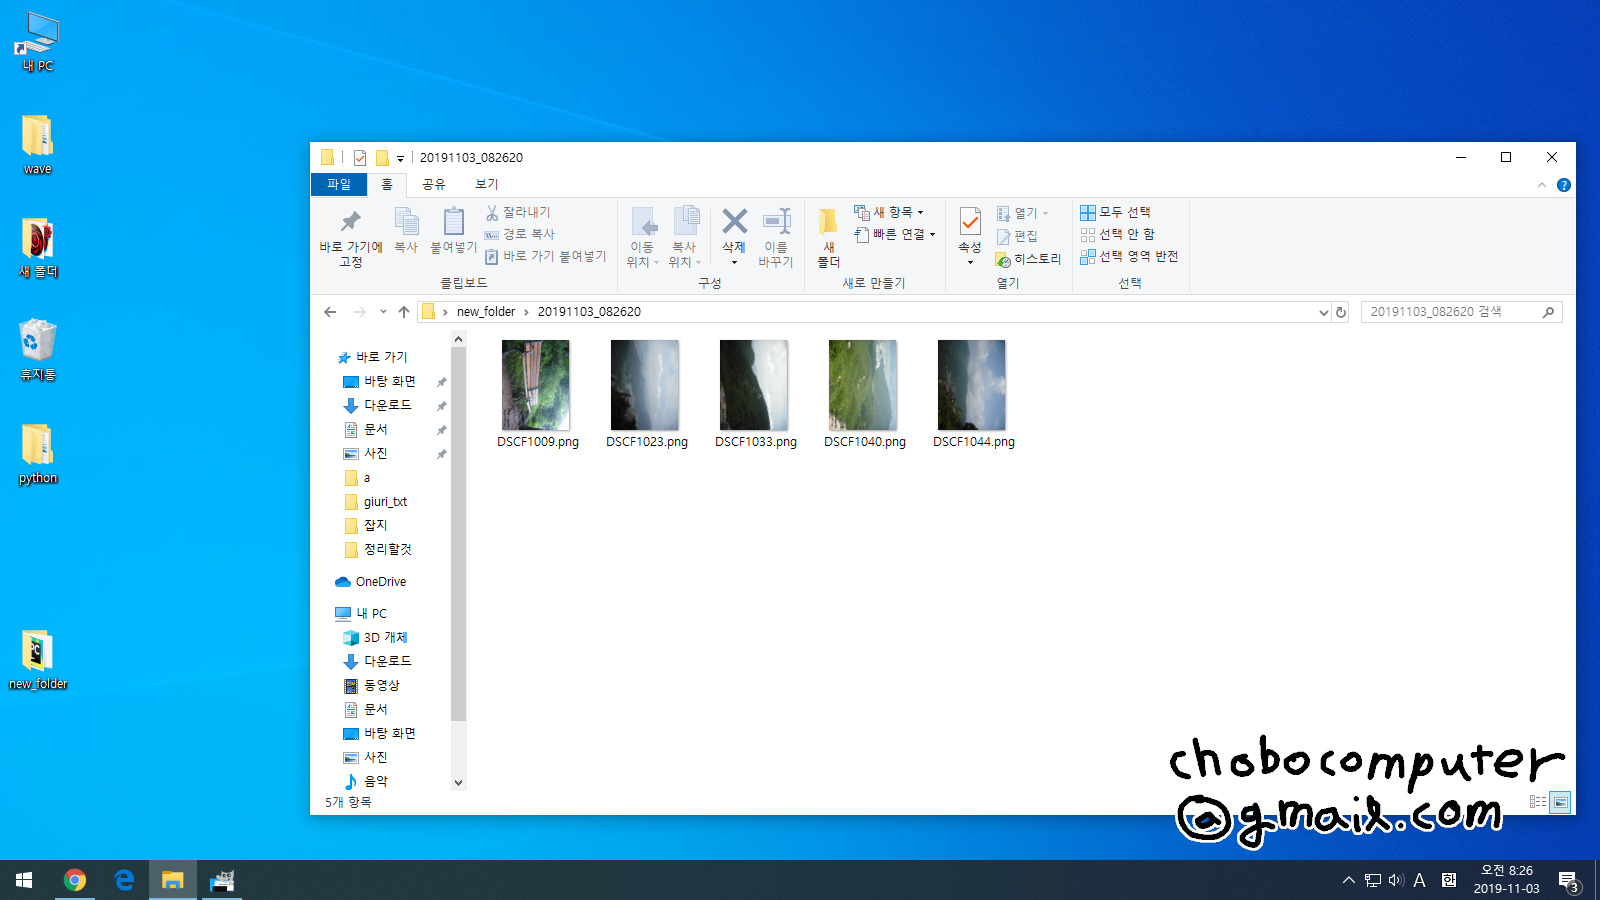 내 PC
wave
새 폴더
휴지통
python
new_folder
20191103_082620
파일 홈 공유 보기
바로 가기에 고정
복사
붙여넣기
잘라내기
경로 복사
바로 가기 붙여넣기
클립보드
이동 위치
복사 위치
삭제
이름 바꾸기
구성
새 폴더
새 항목
빠른 연결
새로 만들기
속성
열기
편집
히스토리
열기
모두 선택
선택 안 함
선택 영역 반전
선택
new_folder 20191103_082620
20191103_082620 검색
바로 가기
바탕 화면
다운로드
문서
사진
a
giuri_txt
잡지
정리할것
OneDrive
내 PC
3D 개체
다운로드
동영상
문서
바탕 화면
사진
음악
DSCF1009.png DSCF1023.png DSCF1033.png DSCF1040.png DSCF1044.png
5개 항목
chobocomputer
@gmail.com
A 한
오전 8:26
2019-11-03
3